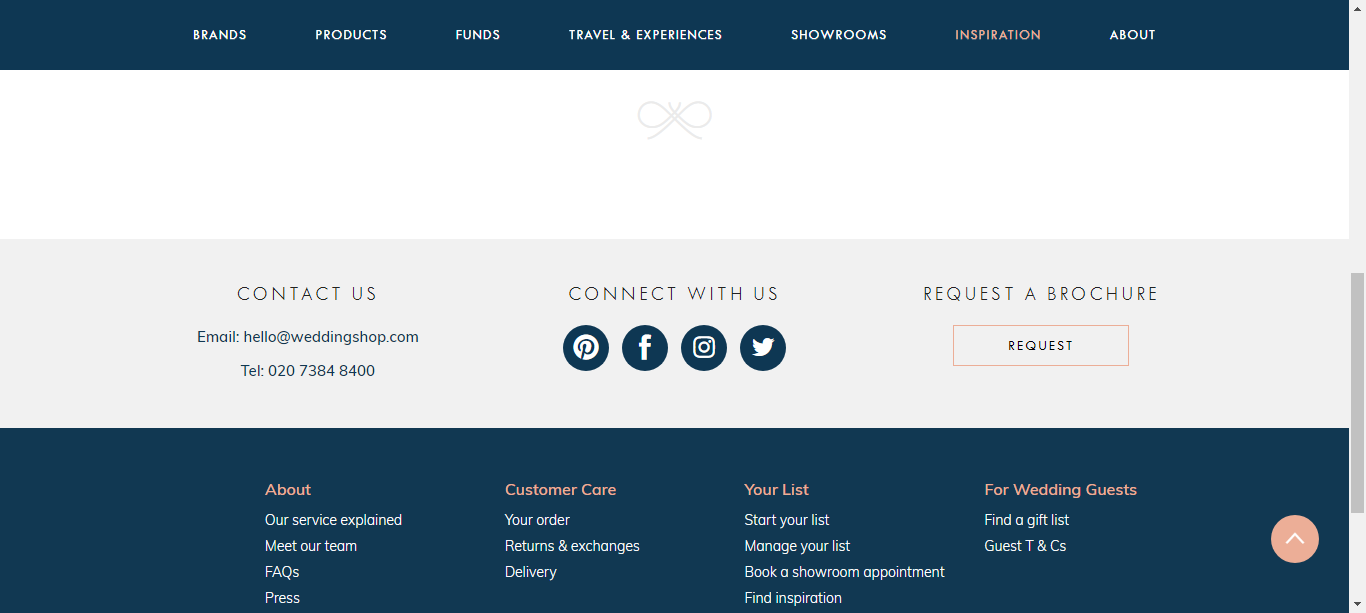 BRANDS PRODUCTS FUNDS TRAVEL & EXPERIENCES SHOWROOMS INSPIRATION ABOUT
CONTACT US
Email: hello@weddingshop.com
Tel: 020 7384 8400
CONNECT WITH US
REQUEST A BROCHURE
REQUEST
About
Our service explained
Meet our team
FAQs
Press
Customer Care
Your order
Returns & exchanges
Delivery
Your List
Start your list
Manage your list
Book a showroom appointment
Find inspiration
For Wedding Guests
Find a gift list
Guest T & Cs